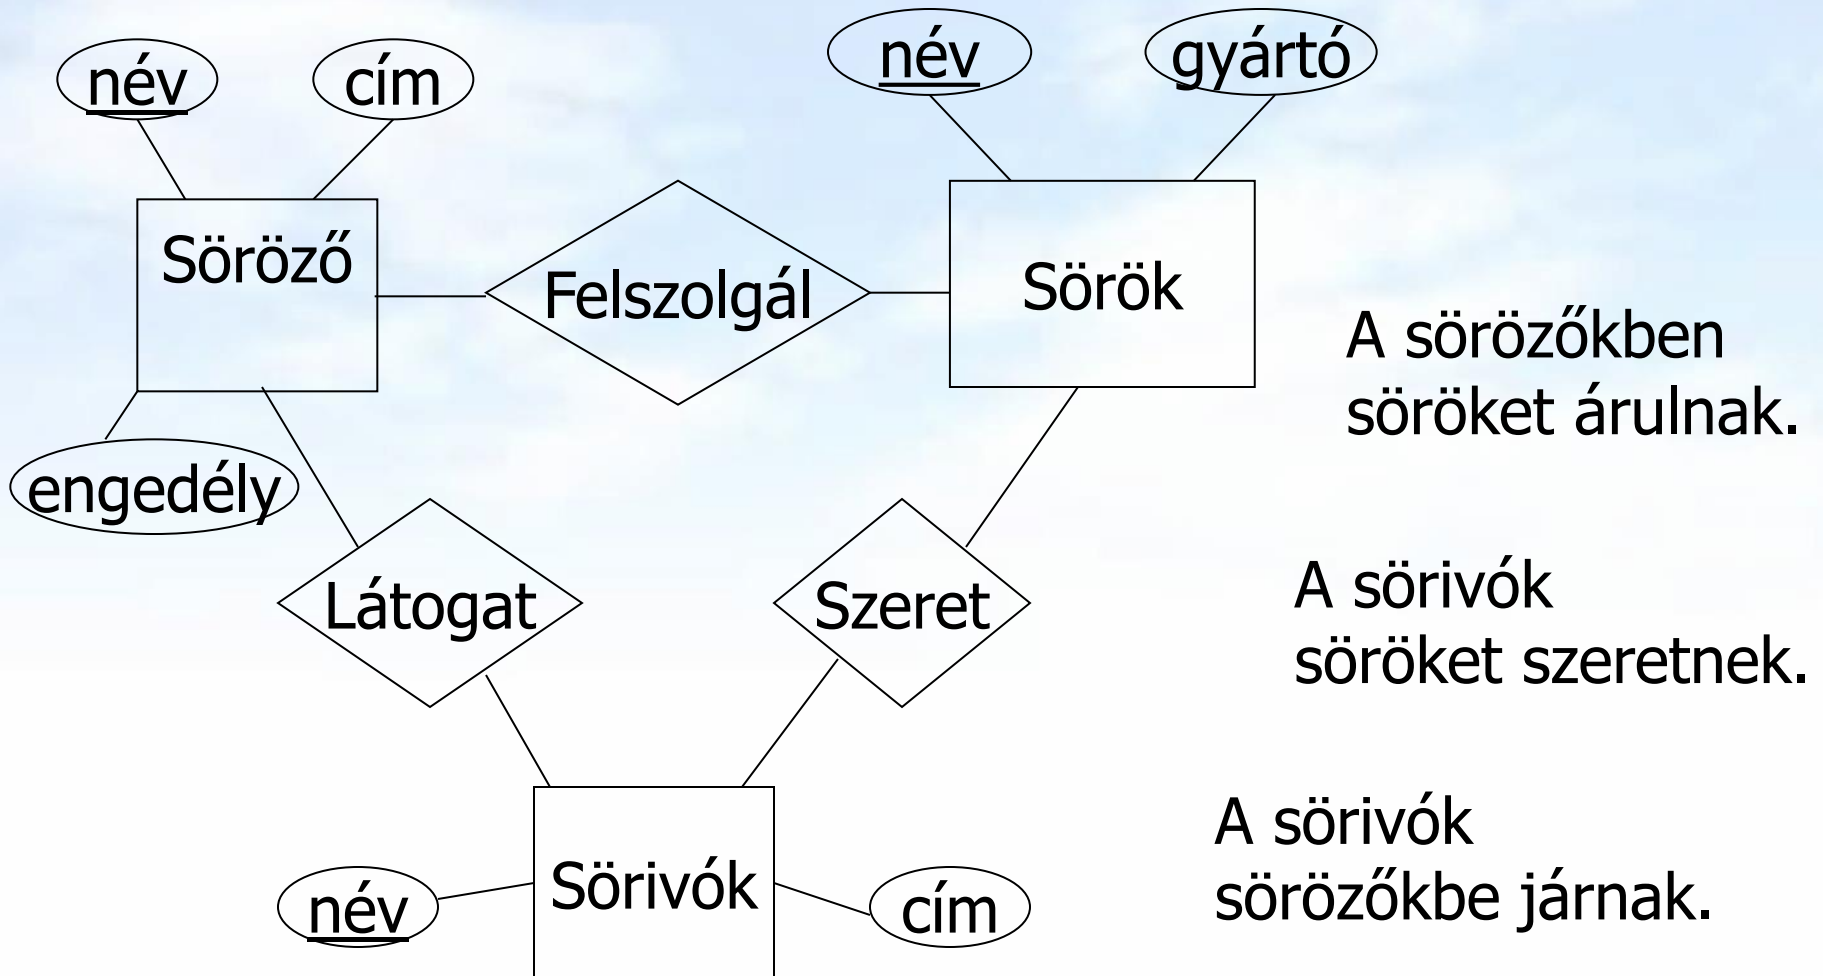 név
cím
név
gyártó
Söröző
Felszolgál
Sörök
A sörözőkben
söröket árulnak.
engedély
Látogat
Szeret
A sörivók
söröket szeretnek.
A sörivók
sörözőkbe járnak.
Sörivók
név
cím